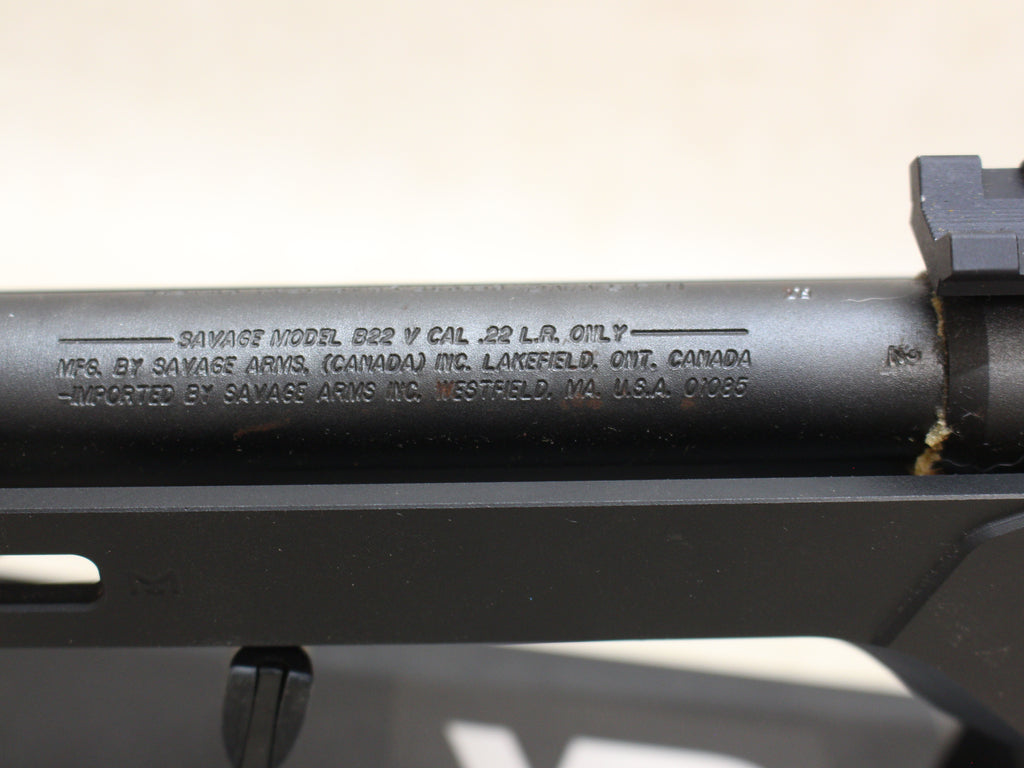 SAVAGE MODEL B22 V CAL .22 L.R. ONLY
MFG. BY SAVAGE ARMS, (CANADA) INC. LAKEFIELD, ONT. CANADA
-IMPORTED BY SAVAGE ARMS INC. WESTFIELD, MA. U.S.A. 01085